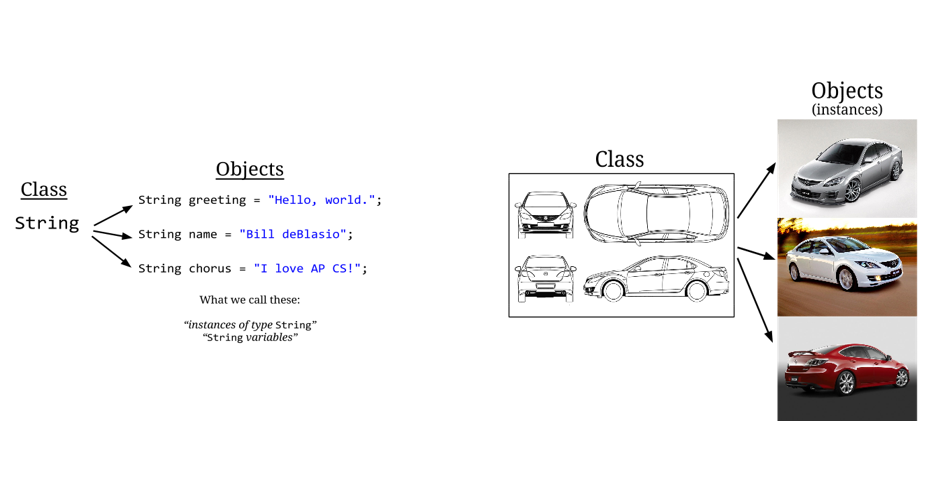 Class
String
Objects
String greeting = "Hello, world.";
String name = "Bill deBlasio";
String chorus = "I love AP CS!";
What we call these:
“instances of type String”
“String variables”
Class
Objects
(instances)